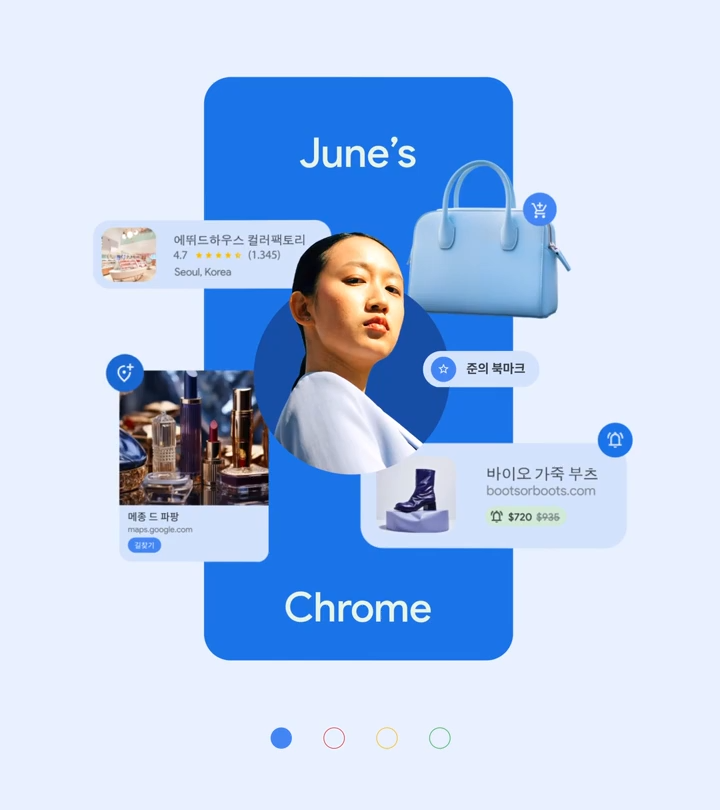 June's
에뛰드하우스 컬러팩토리
4.7 ★★★★★ (1.345)
Seoul, Korea
준의 북마크
메종 드 파팡
maps.google.com
길찾기
바이오 가죽 부츠
bootsorboots.com
$720 $935
Chrome